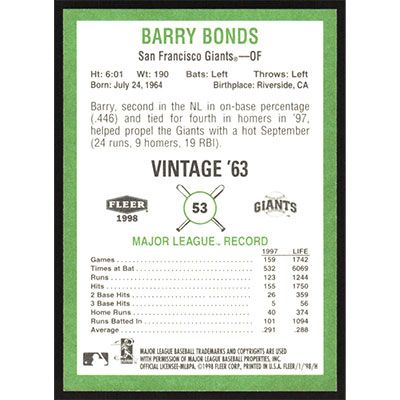 BARRY BONDS
San Francisco Giants®—OF
Ht: 6:01 Wt: 190 Bats: Left Throws: Left
Born: July 24, 1964 Birthplace: Riverside, CA
Barry, second in the NL in on-base percentage
(.446) and tied for fourth in homers in '97,
helped propel the Giants with a hot September
(24 runs, 9 homers, 19 RBI).
VINTAGE '63
FLEER
1998
53
GIANTS
MAJOR LEAGUE RECORD
1997 LIFE
Games 159 1742
Times at Bat 532 6069
Runs 123 1244
Hits 155 1750
2 Base Hits 26 359
3 Base Hits 5 56
Home Runs 40 374
Runs Batted In 101 1094
Average .291 .288
MAJOR LEAGUE BASEBALL TRADEMARKS AND COPYRIGHTS ARE USED
WITH PERMISSION OF MAJOR LEAGUE BASEBALL PROPERTIES, INC.
OFFICIAL LICENSEE-MLBPA. ©1998 FLEER CORP., PRINTED IN U.S.A. FLEER/1/'98/H